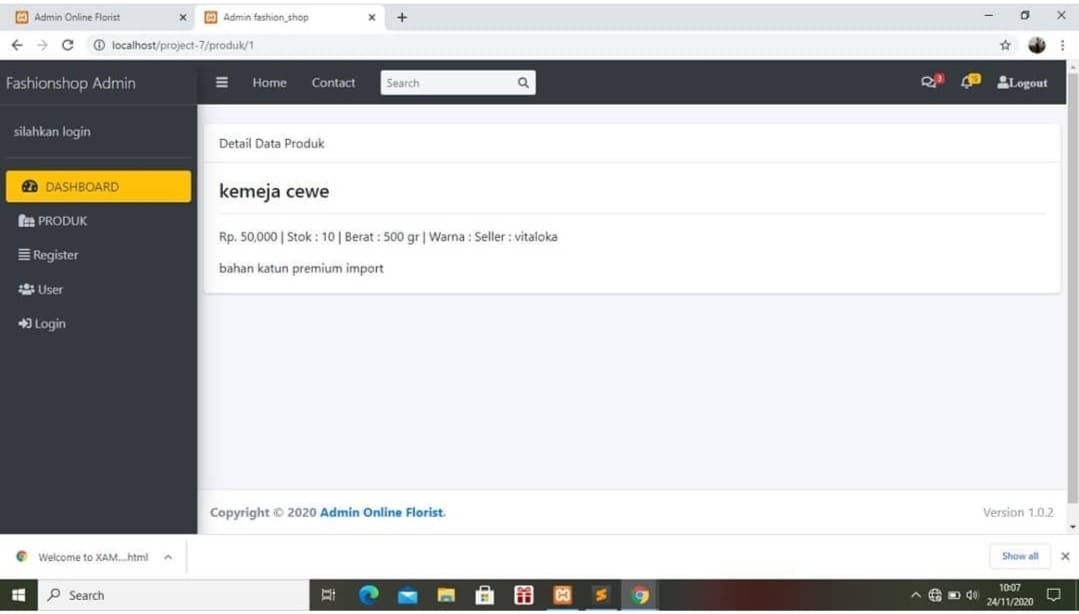 Admin Online Florist
Admin fashion_shop
localhost/project-7/produk/1
Fashionshop Admin
Home Contact Search
3
Logout
silahkan login
DASHBOARD
PRODUK
Register
User
Login
Detail Data Produk
kemeja cewe
Rp. 50,000 | Stok : 10 | Berat : 500 gr | Warna : Seller : vitaloka
bahan katun premium import
Copyright © 2020 Admin Online Florist.
Version 1.0.2
Welcome to XAM....html
Show all
Search
10:07
24/11/2020